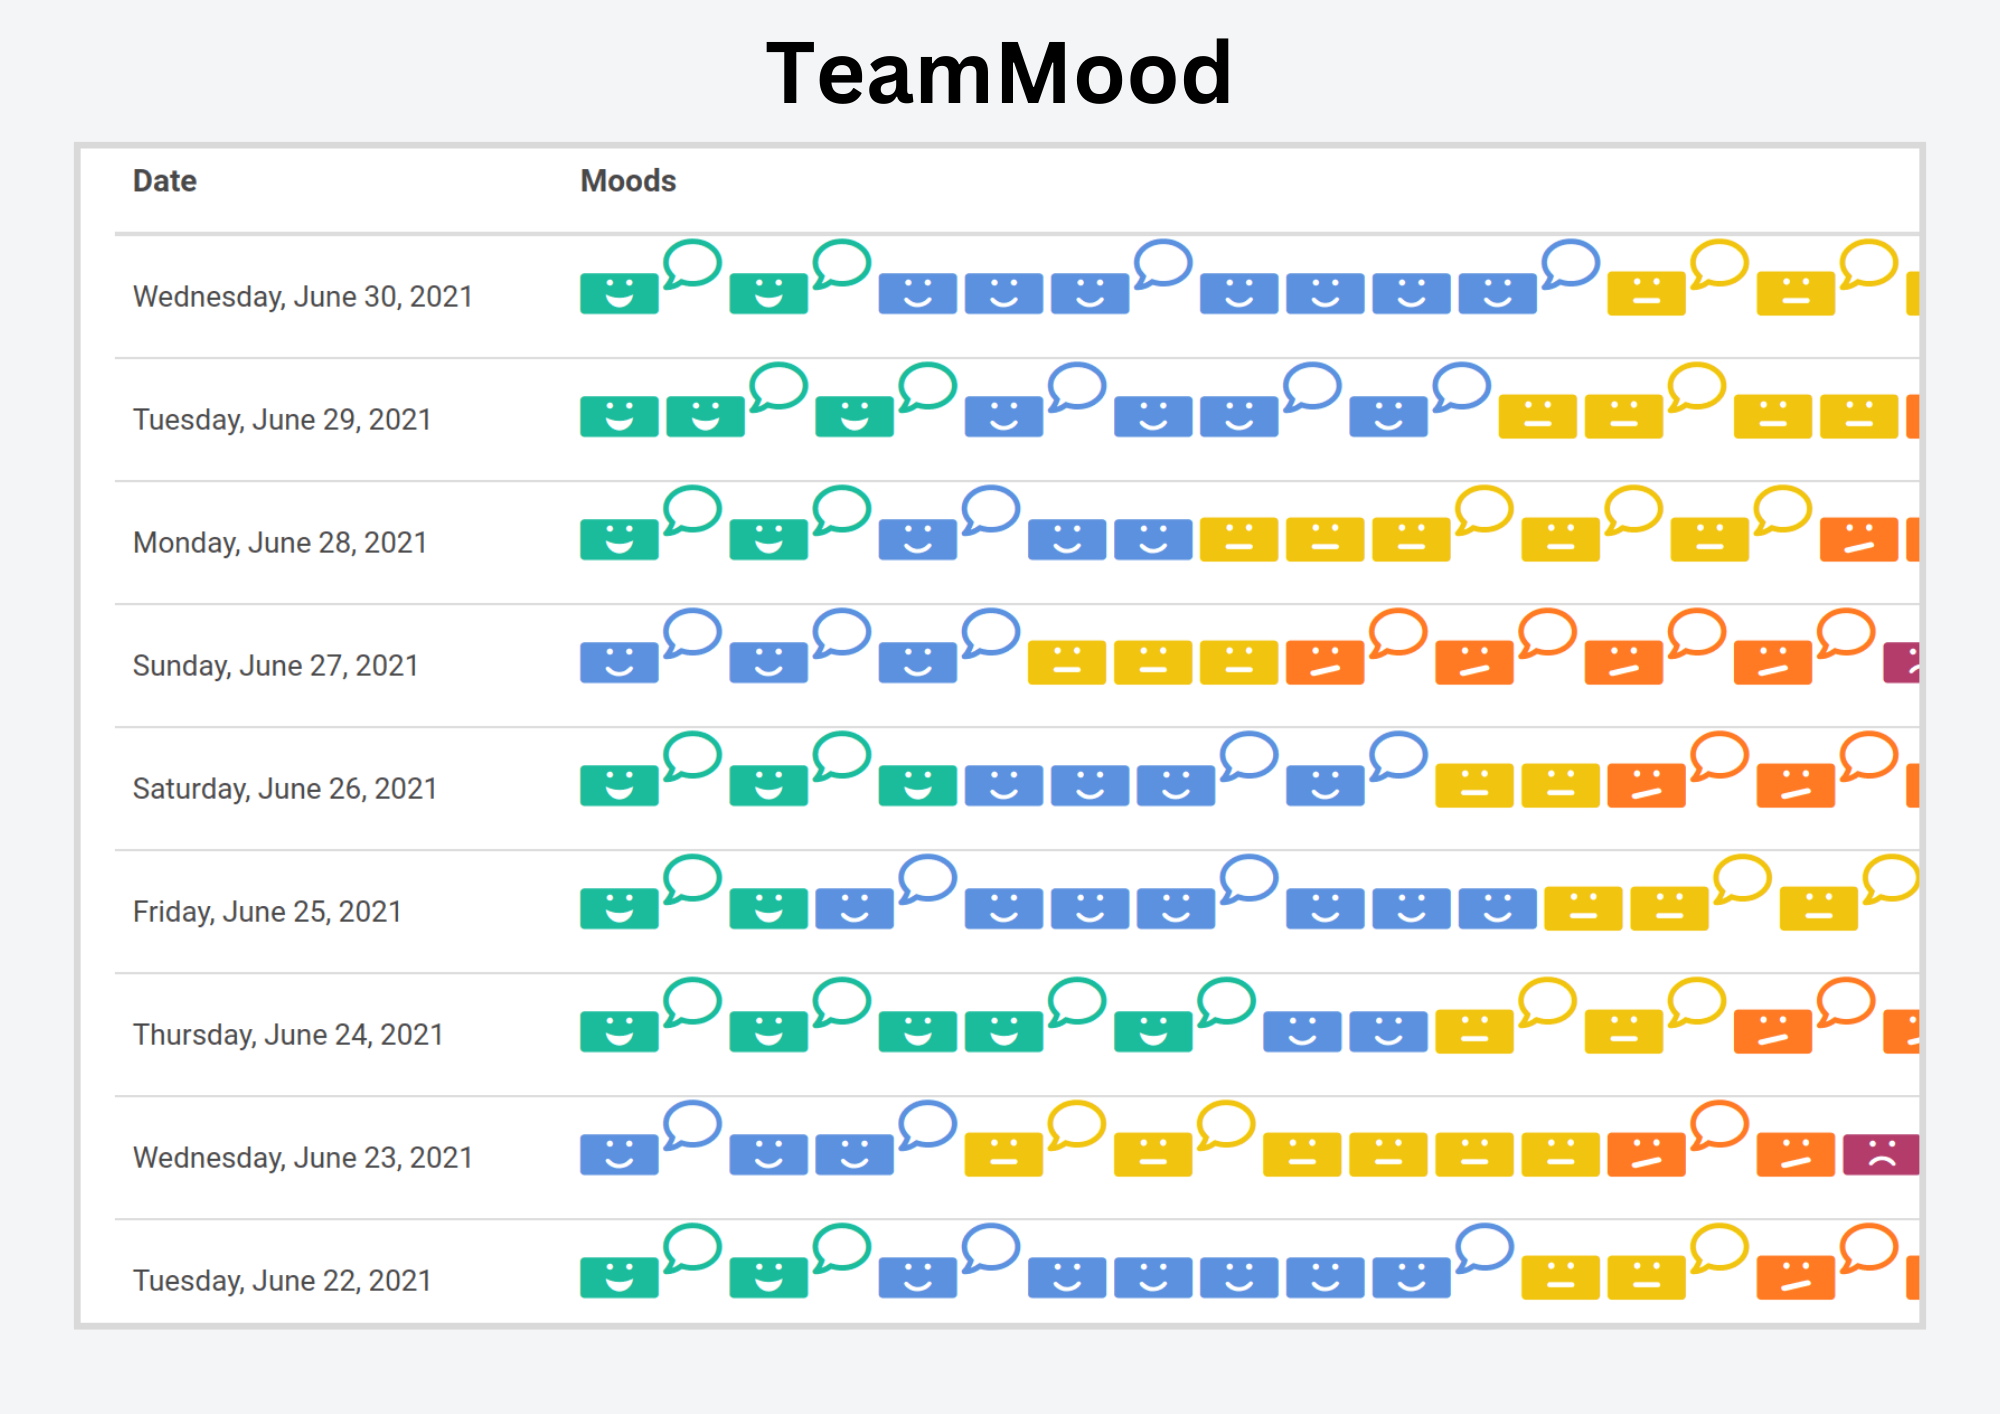 TeamMood
Date Moods
Wednesday, June 30, 2021
Tuesday, June 29, 2021
Monday, June 28, 2021
Sunday, June 27, 2021
Saturday, June 26, 2021
Friday, June 25, 2021
Thursday, June 24, 2021
Wednesday, June 23, 2021
Tuesday, June 22, 2021